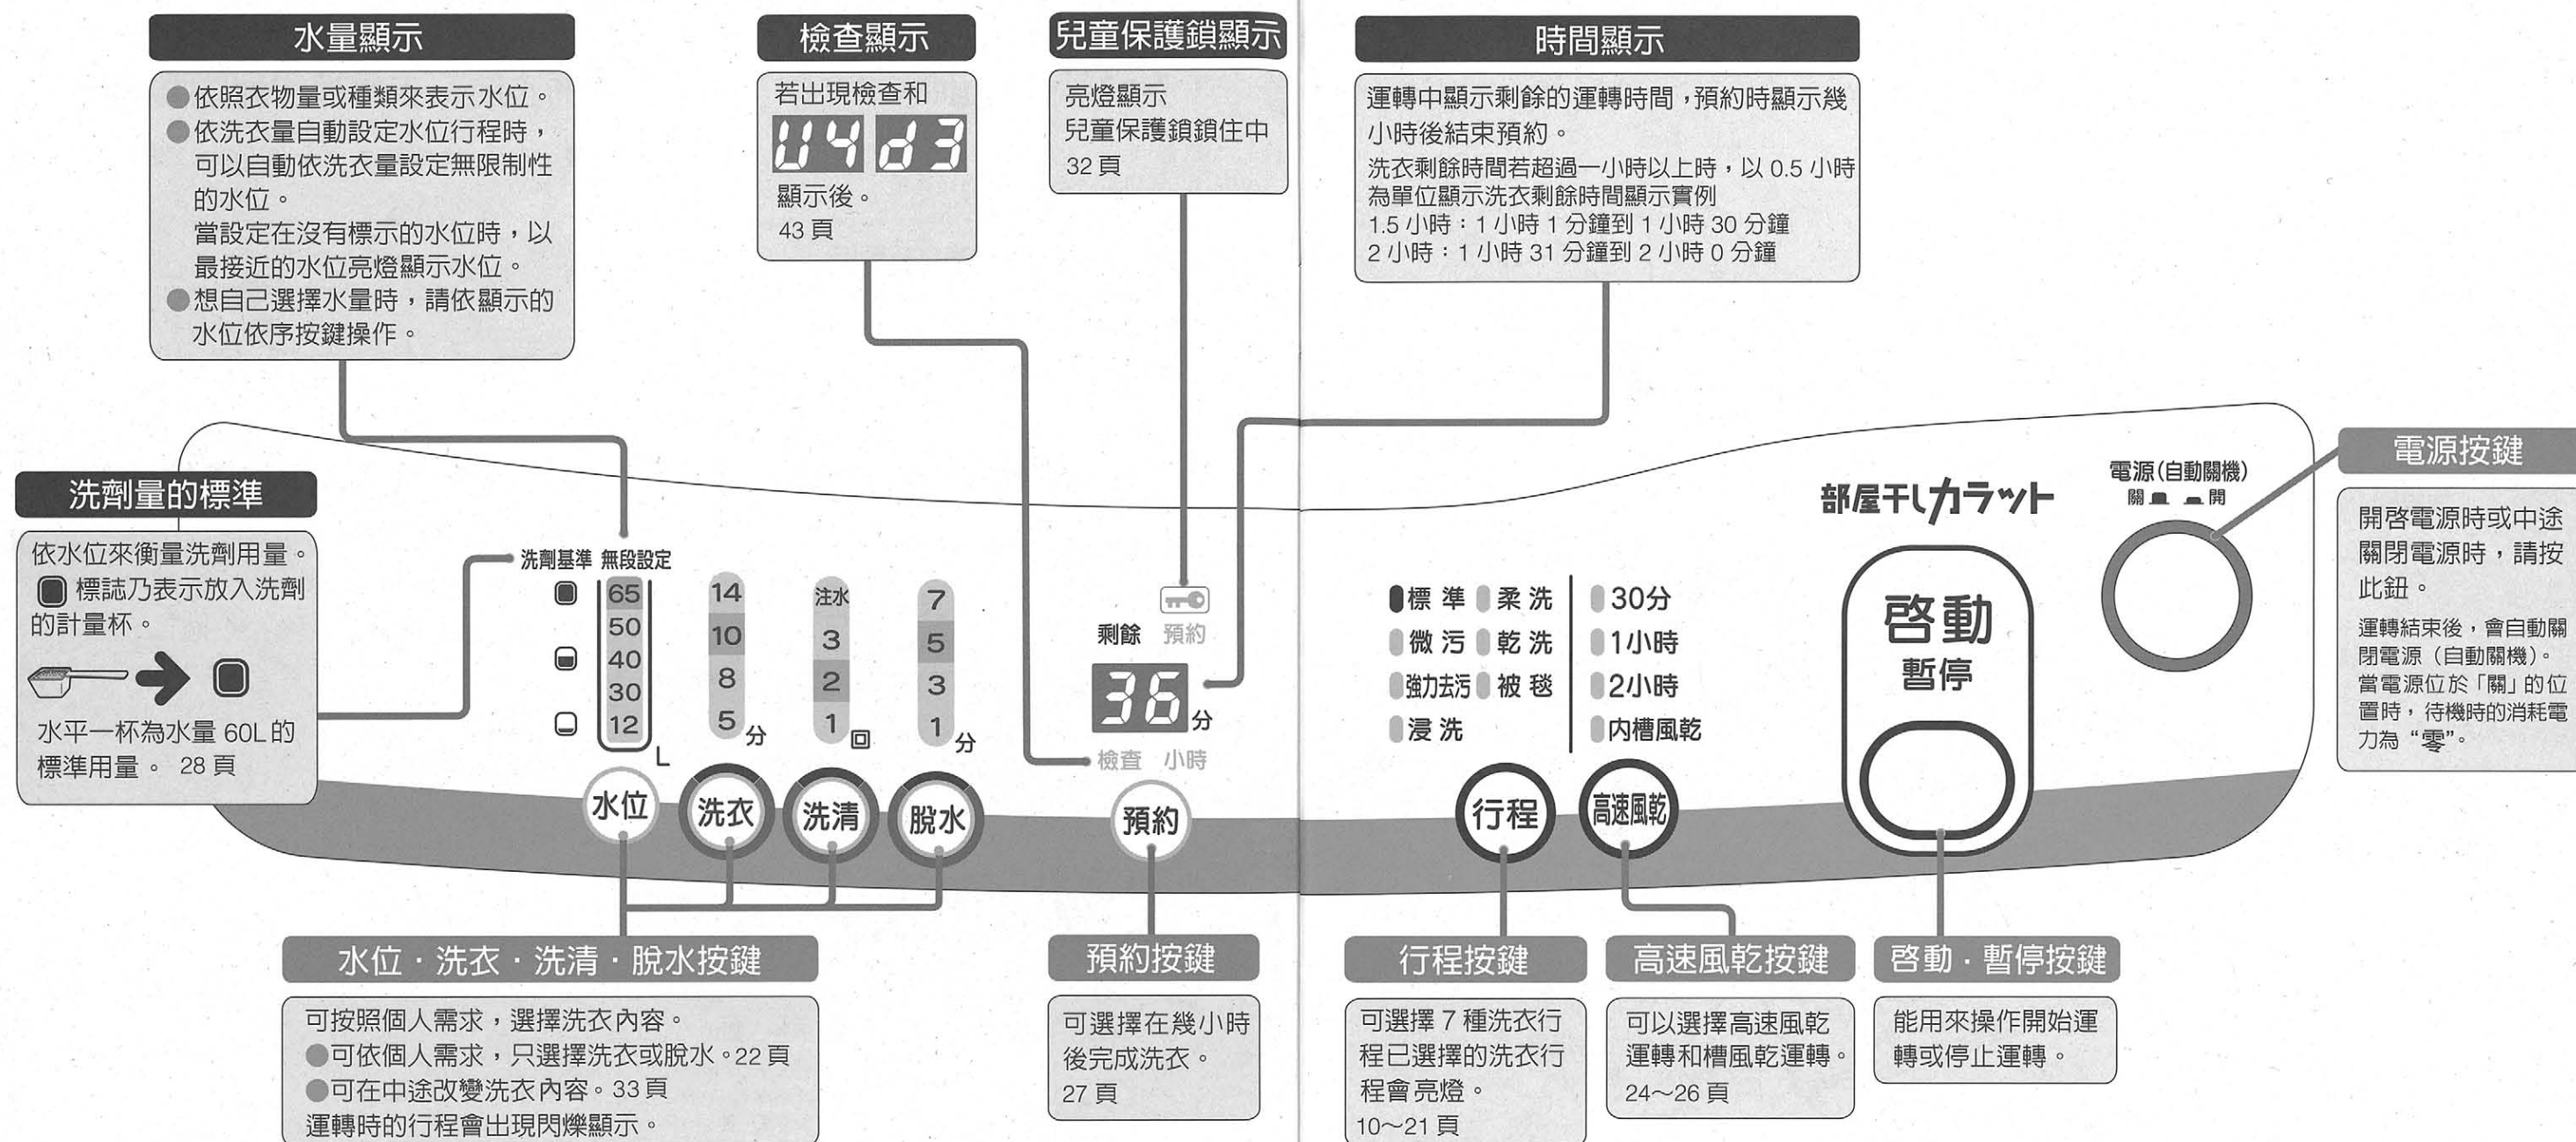 水量顯示
●依照衣物量或種類來表示水位。
●依洗衣量自動設定水位行程時，
可以自動依洗衣量設定無限制性
的水位。
當設定在沒有標示的水位時，以
最接近的水位亮燈顯示水位。
●想自己選擇水量時，請依顯示的
水位依序按鍵操作。
檢查顯示
若出現檢查和
U4 d3
顯示後。
43 頁
兒童保護鎖顯示
亮燈顯示
兒童保護鎖鎖住中
32 頁
時間顯示
運轉中顯示剩餘的運轉時間，預約時顯示幾
小時後結束預約。
洗衣剩餘時間若超過一小時以上時，以 0.5 小時
為單位顯示洗衣剩餘時間顯示實例
1.5 小時：1 小時 1 分鐘到 1 小時 30 分鐘
2 小時：1 小時 31 分鐘到 2 小時 0 分鐘
洗劑量的標準
依水位來衡量洗劑用量。
標誌乃表示放入洗劑
的計量杯。
水平一杯為水量 60L的
標準用量。 28 頁
洗劑基準 無段設定
65
50
40
30
12
L
14
10
8
5
分
注水
3
2
1
回
7
5
3
1
分
剩餘 預約
36
分
檢查 小時
標準 柔洗
微污 乾洗
強力去污 被毯
浸洗
30分
1小時
2小時
內槽風乾
部屋干しカラット
啓動
暫停
電源(自動關機)
關 開
電源按鍵
開啓電源時或中途
關閉電源時，請按
此鈕。
運轉結束後，會自動關
閉電源（自動關機）。
當電源位於「關」的位
置時，待機時的消耗電
力為“零”。
水位
洗衣
洗清
脫水
預約
行程
高速風乾
水位．洗衣．洗清．脫水按鍵
可按照個人需求，選擇洗衣內容。
●可依個人需求，只選擇洗衣或脫水。22 頁
●可在中途改變洗衣內容。33 頁
運轉時的行程會出現閃爍顯示。
預約按鍵
可選擇在幾小時
後完成洗衣。
27 頁
行程按鍵
可選擇 7 種洗衣行
程已選擇的洗衣行
程會亮燈。
10～21 頁
高速風乾按鍵
可以選擇高速風乾
運轉和槽風乾運轉。
24～26 頁
啓動．暫停按鍵
能用來操作開始運
轉或停止運轉。